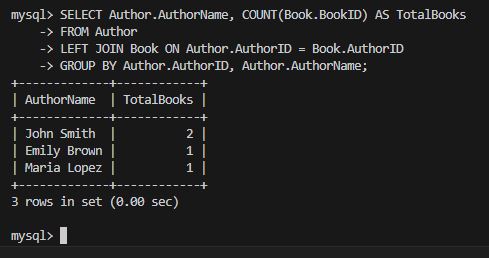 mysql> SELECT Author.AuthorName, COUNT(Book.BookID) AS TotalBooks
    -> FROM Author
    -> LEFT JOIN Book ON Author.AuthorID = Book.AuthorID
    -> GROUP BY Author.AuthorID, Author.AuthorName;
+-------------+------------+
| AuthorName  | TotalBooks |
+-------------+------------+
| John Smith  |          2 |
| Emily Brown |          1 |
| Maria Lopez |          1 |
+-------------+------------+
3 rows in set (0.00 sec)
mysql>